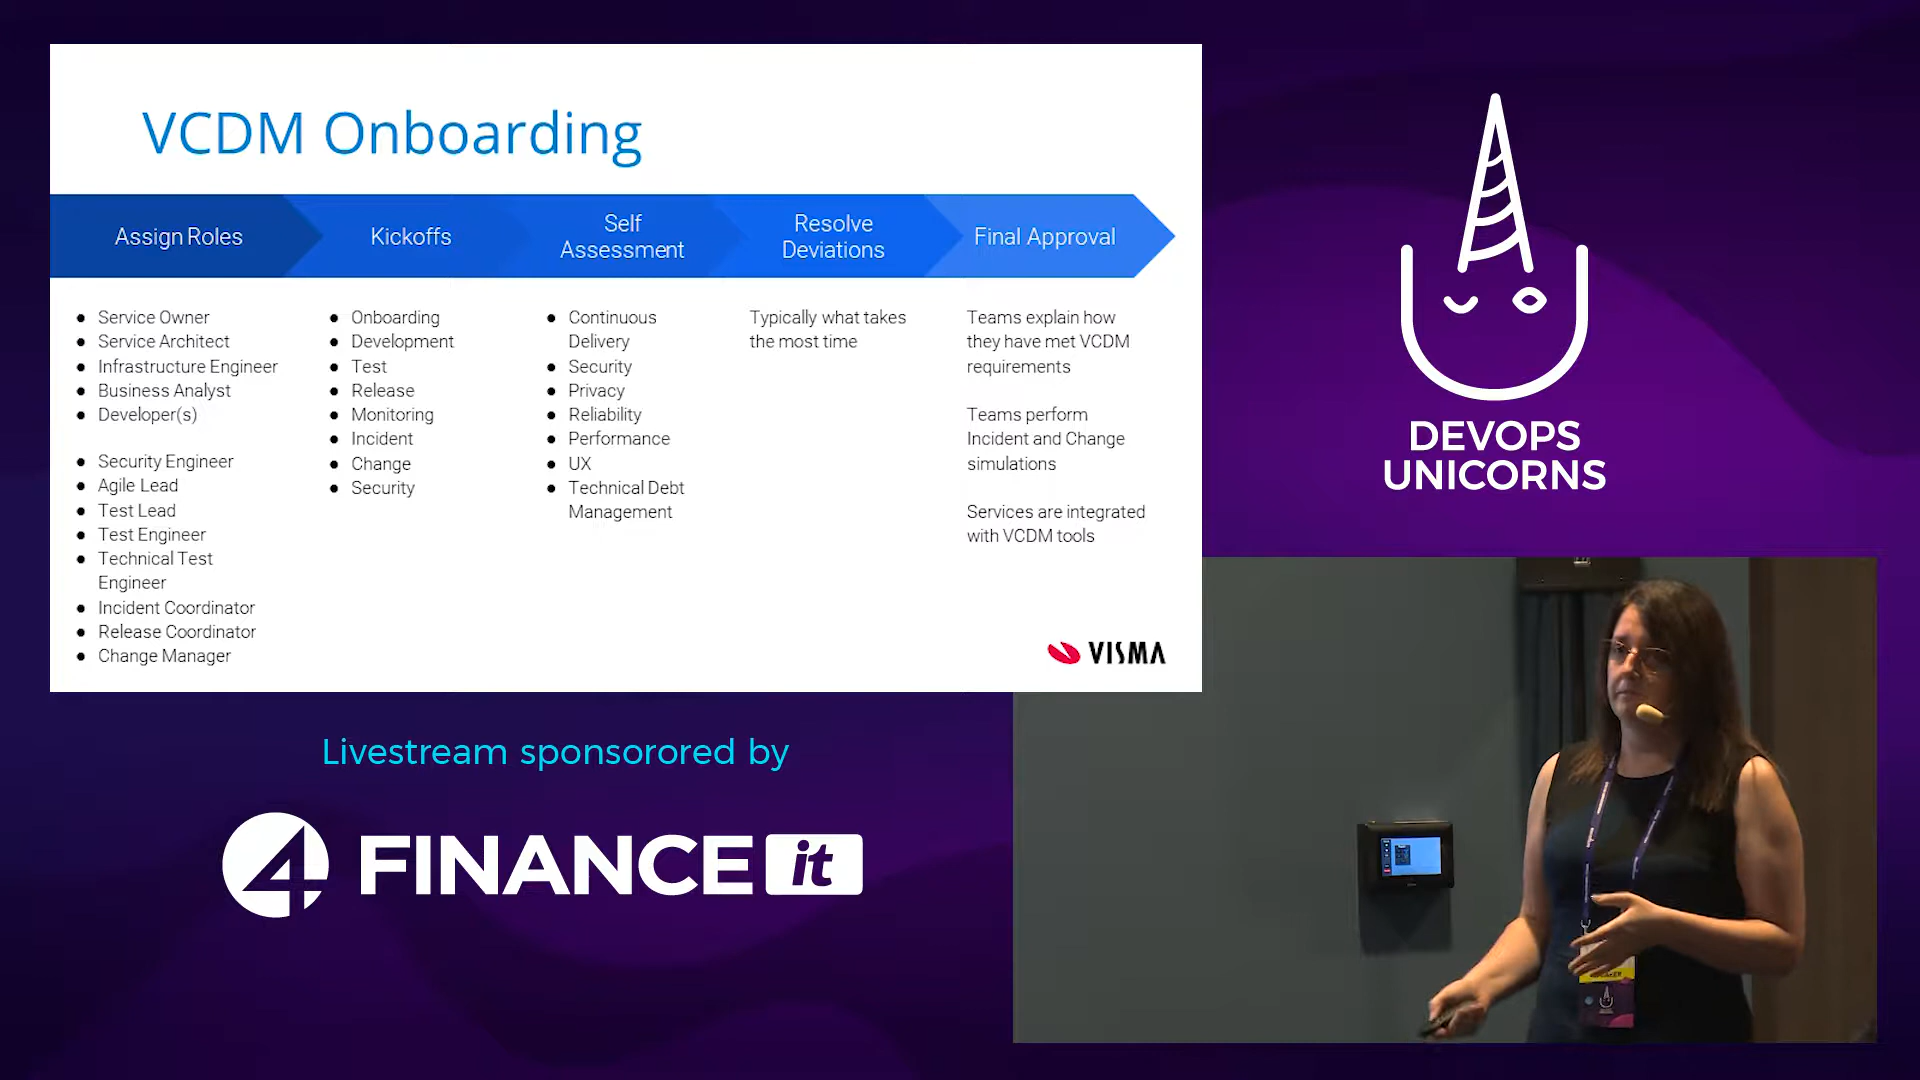 VCDM Onboarding
Assign Roles
Kickoffs
Self
Assessment
Resolve
Deviations
Final Approval
Service Owner
Service Architect
Infrastructure Engineer
Business Analyst
Developer(s)
Security Engineer
Agile Lead
Test Lead
Test Engineer
Technical Test
Engineer
Incident Coordinator
Release Coordinator
Change Manager
Onboarding
Development
Test
Release
Monitoring
Incident
Change
Security
Continuous
Delivery
Security
Privacy
Reliability
Performance
UX
Technical Debt
Management
Typically what takes
the most time
Teams explain how
they have met VCDM
requirements
Teams perform
Incident and Change
simulations
Services are integrated
with VCDM tools
VISMA
DEVOPS
UNICORNS
Livestream sponsorored by
4FINANCE it